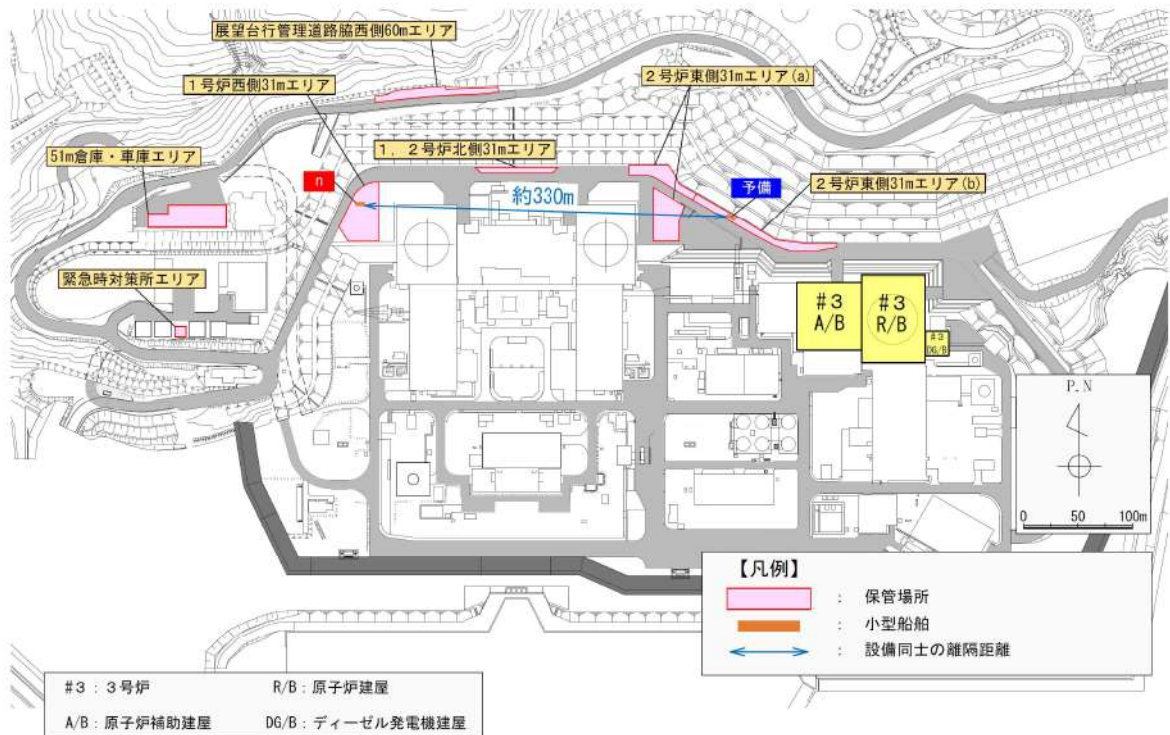 展望台行管理道路脇西側60mエリア
1号炉西側31mエリア
2号炉東側31mエリア(a)
51m倉庫・車庫エリア
1, 2号炉北側31mエリア
n
約330m
予備
2号炉東側31mエリア(b)
緊急時対策所エリア
#3
A/B
#3
R/B
#3
DG/B
P.N
0 50 100m
【凡例】
： 保管場所
： 小型船舶
： 設備同士の離隔距離
#3：3号炉 R/B：原子炉建屋
A/B：原子炉補助建屋 DG/B：ディーゼル発電機建屋